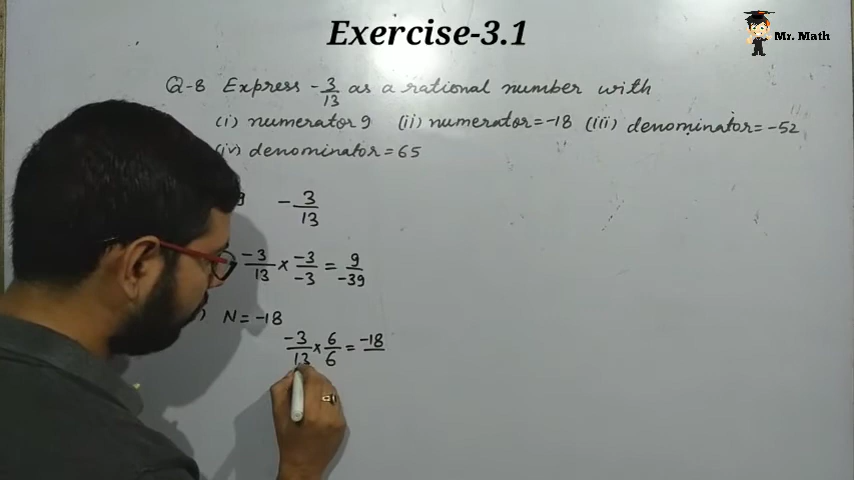 Exercise-3.1
Mr. Math
Q-8 Express -3/13 as a rational number with
(i) numerator 9 (ii) numerator=-18 (iii) denominator=-52
(iv) denominator=65
9 -3/13
-3/13 × -3/-3 = 9/-39
) N=-18
-3/13 × 6/6 = -18/